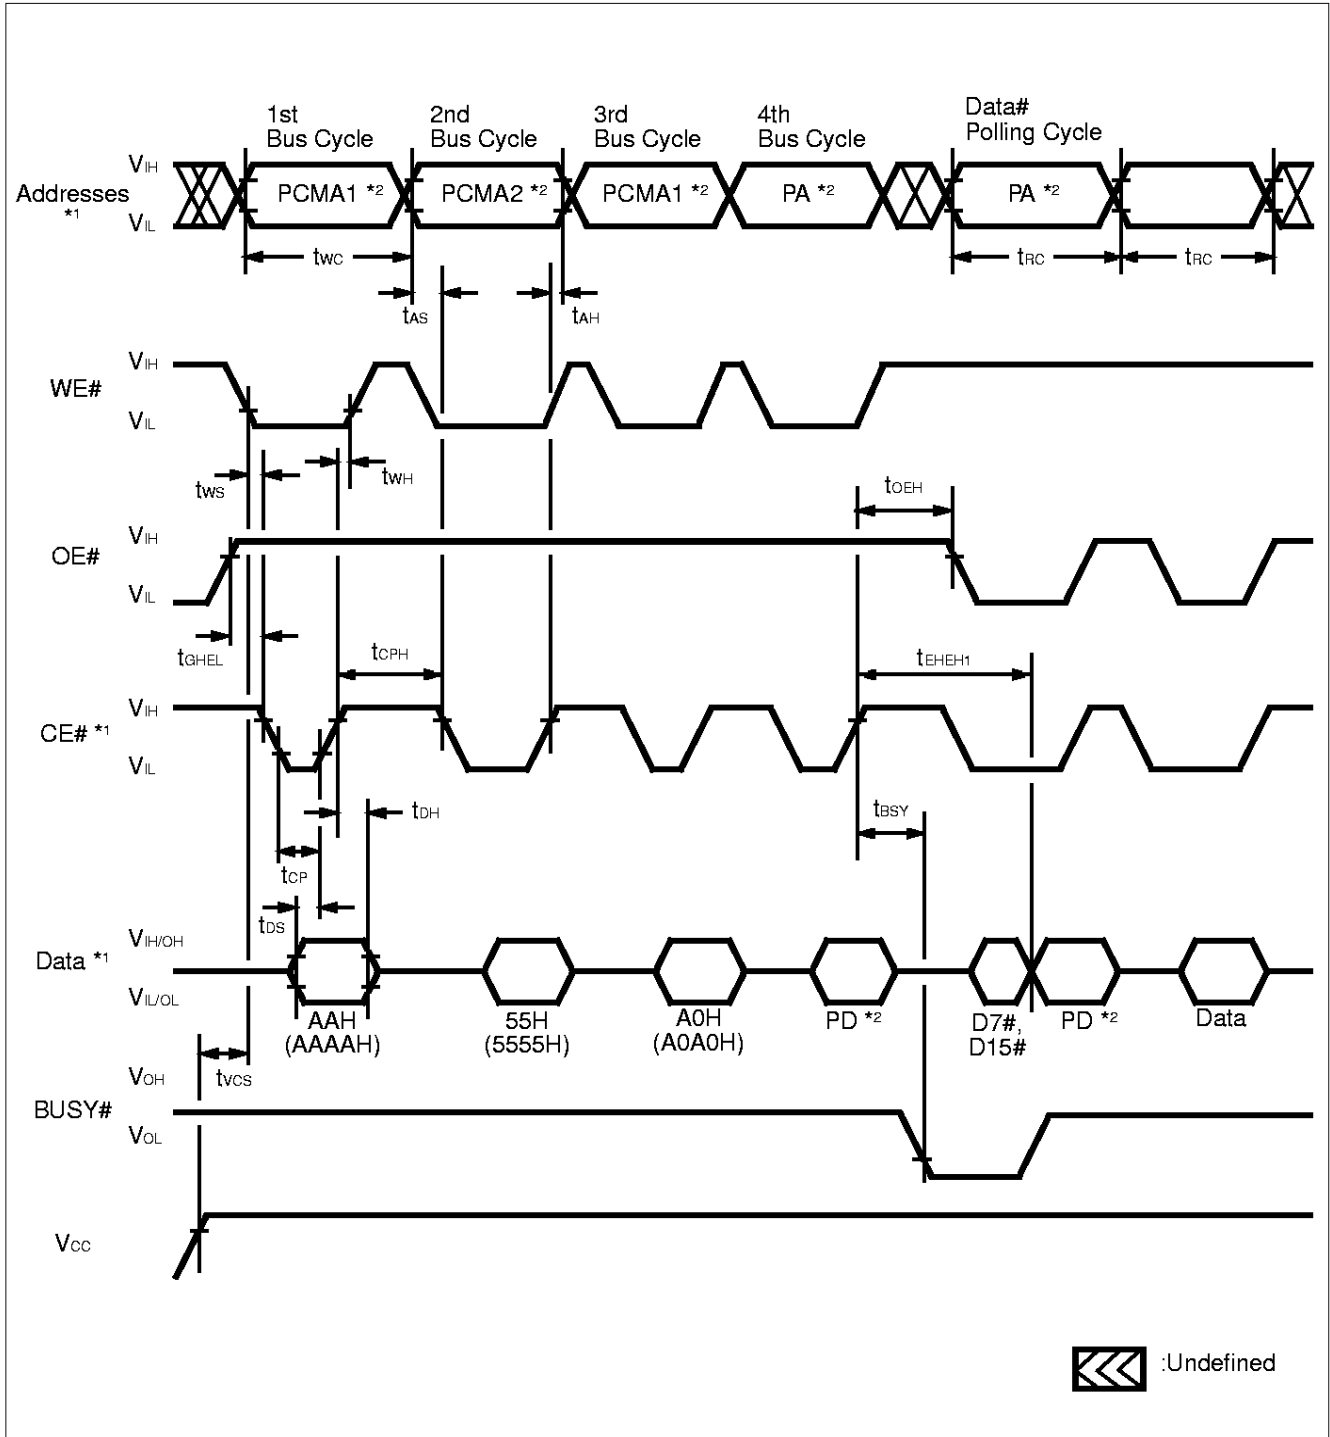 1st
Bus Cycle
2nd
Bus Cycle
3rd
Bus Cycle
4th
Bus Cycle
Data#
Polling Cycle
VIH
Addresses
*1
VIL
PCMA1 *2
PCMA2 *2
PCMA1 *2
PA *2
PA *2
tWC
tRC
tRC
tAS
tAH
VIH
WE#
VIL
tWS
tWH
tOEH
VIH
OE#
VIL
tGHEL
tCPH
tEHEH1
VIH
CE# *1
VIL
tDH
tBSY
tCP
tDS
VIH/OH
Data *1
VIL/OL
AAH
(AAAAH)
55H
(5555H)
A0H
(A0A0H)
PD *2
D7#,
D15#
PD *2
Data
tVCS
VOH
BUSY#
VOL
VCC
:Undefined